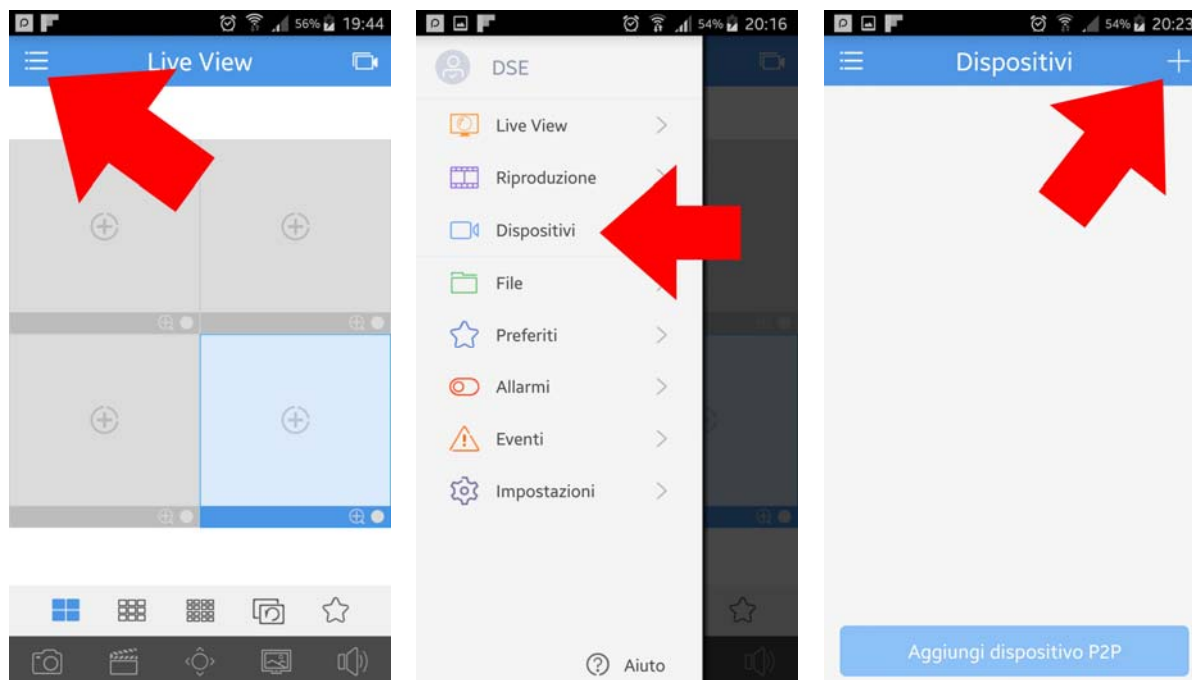 56% 19:44
Live View
54% 20:16
DSE
Live View
Riproduzione
Dispositivi
File
Preferiti
Allarmi
Eventi
Impostazioni
Aiuto
54% 20:23
Dispositivi
Aggiungi dispositivo P2P